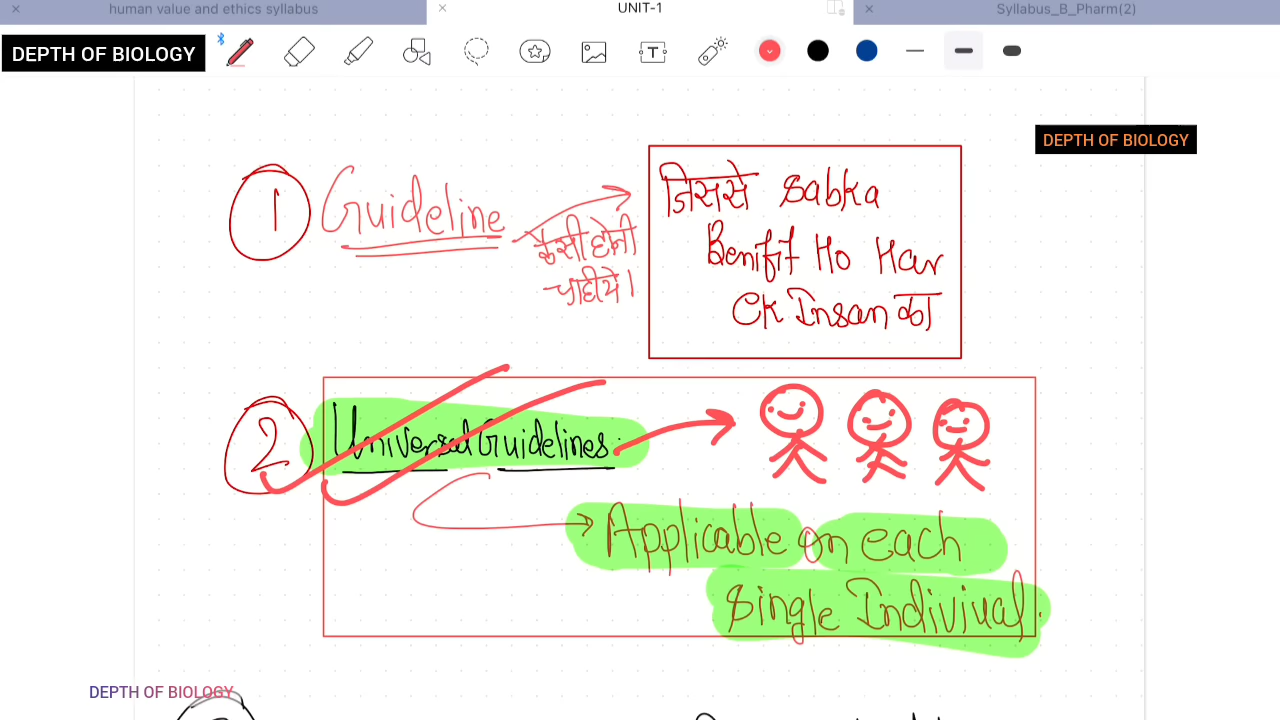 human value and ethics syllabus
UNIT-1
Syllabus_B_Pharm(2)
DEPTH OF BIOLOGY
T
DEPTH OF BIOLOGY
1 Guideline
कैसी होनी
चाहीये।
जिससे sabka
Benifit Ho Har
Ek Insan का
2 Universal Guidelines.
Applicable on each
Single Indivijual.
DEPTH OF BIOLOGY